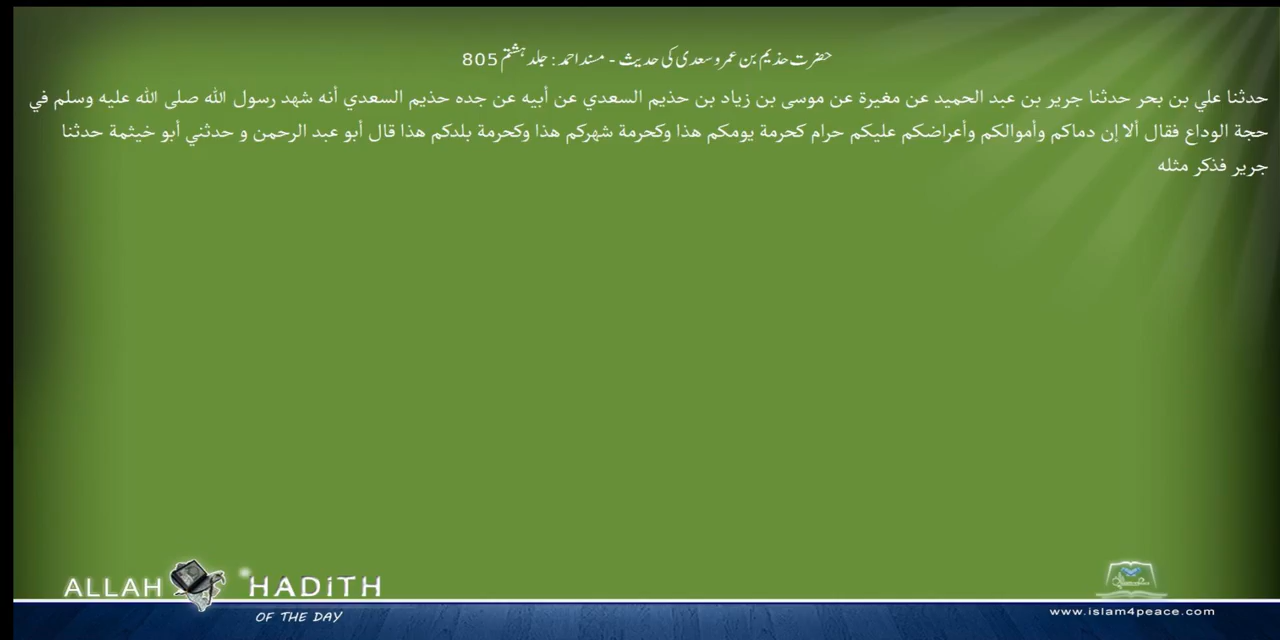 حضرت حذیم بن عمرو سعدی کی حدیث - مسند احمد : جلد ہشتم 805
حدثنا علي بن بحر حدثنا جرير بن عبد الحميد عن مغيرة عن موسى بن زياد بن حذيم السعدي عن أبيه عن جده حذيم السعدي أنه شهد رسول الله صلى الله عليه وسلم في
حجة الوداع فقال ألا إن دماكم وأموالكم وأعراضكم عليكم حرام كحرمة يومكم هذا وكحرمة شهركم هذا وكحرمة بلدكم هذا قال أبو عبد الرحمن و حدثني أبو خيثمة حدثنا
جرير فذكر مثله
ALLAH HADITH
OF THE DAY
www.islam4peace.com